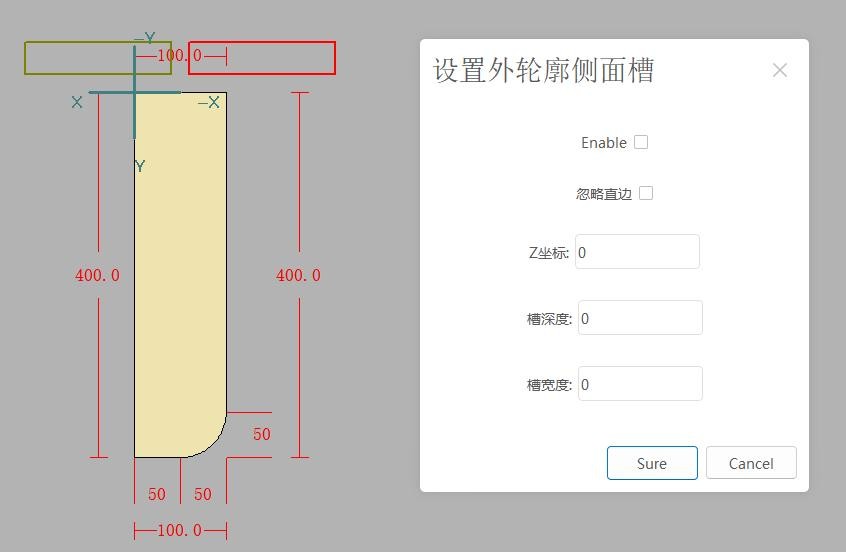 -Y
100.0
X
-X
Y
400.0
400.0
50
50
50
100.0
设置外轮廓侧面槽
Enable
忽略直边
Z坐标: 0
槽深度: 0
槽宽度: 0
Sure
Cancel